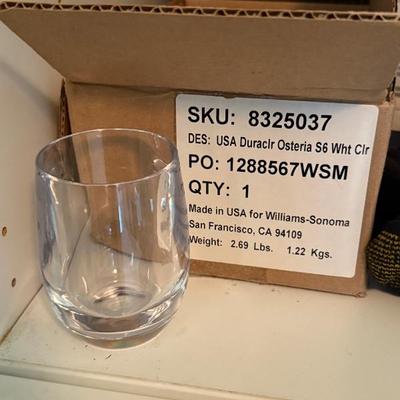 SKU: 8325037
DES: USA Duraclr Osteria S6 Wht Clr
PO: 1288567WSM
QTY: 1
Made in USA for Williams-Sonoma
San Francisco, CA 94109
Weight: 2.69 Lbs. 1.22 Kgs.